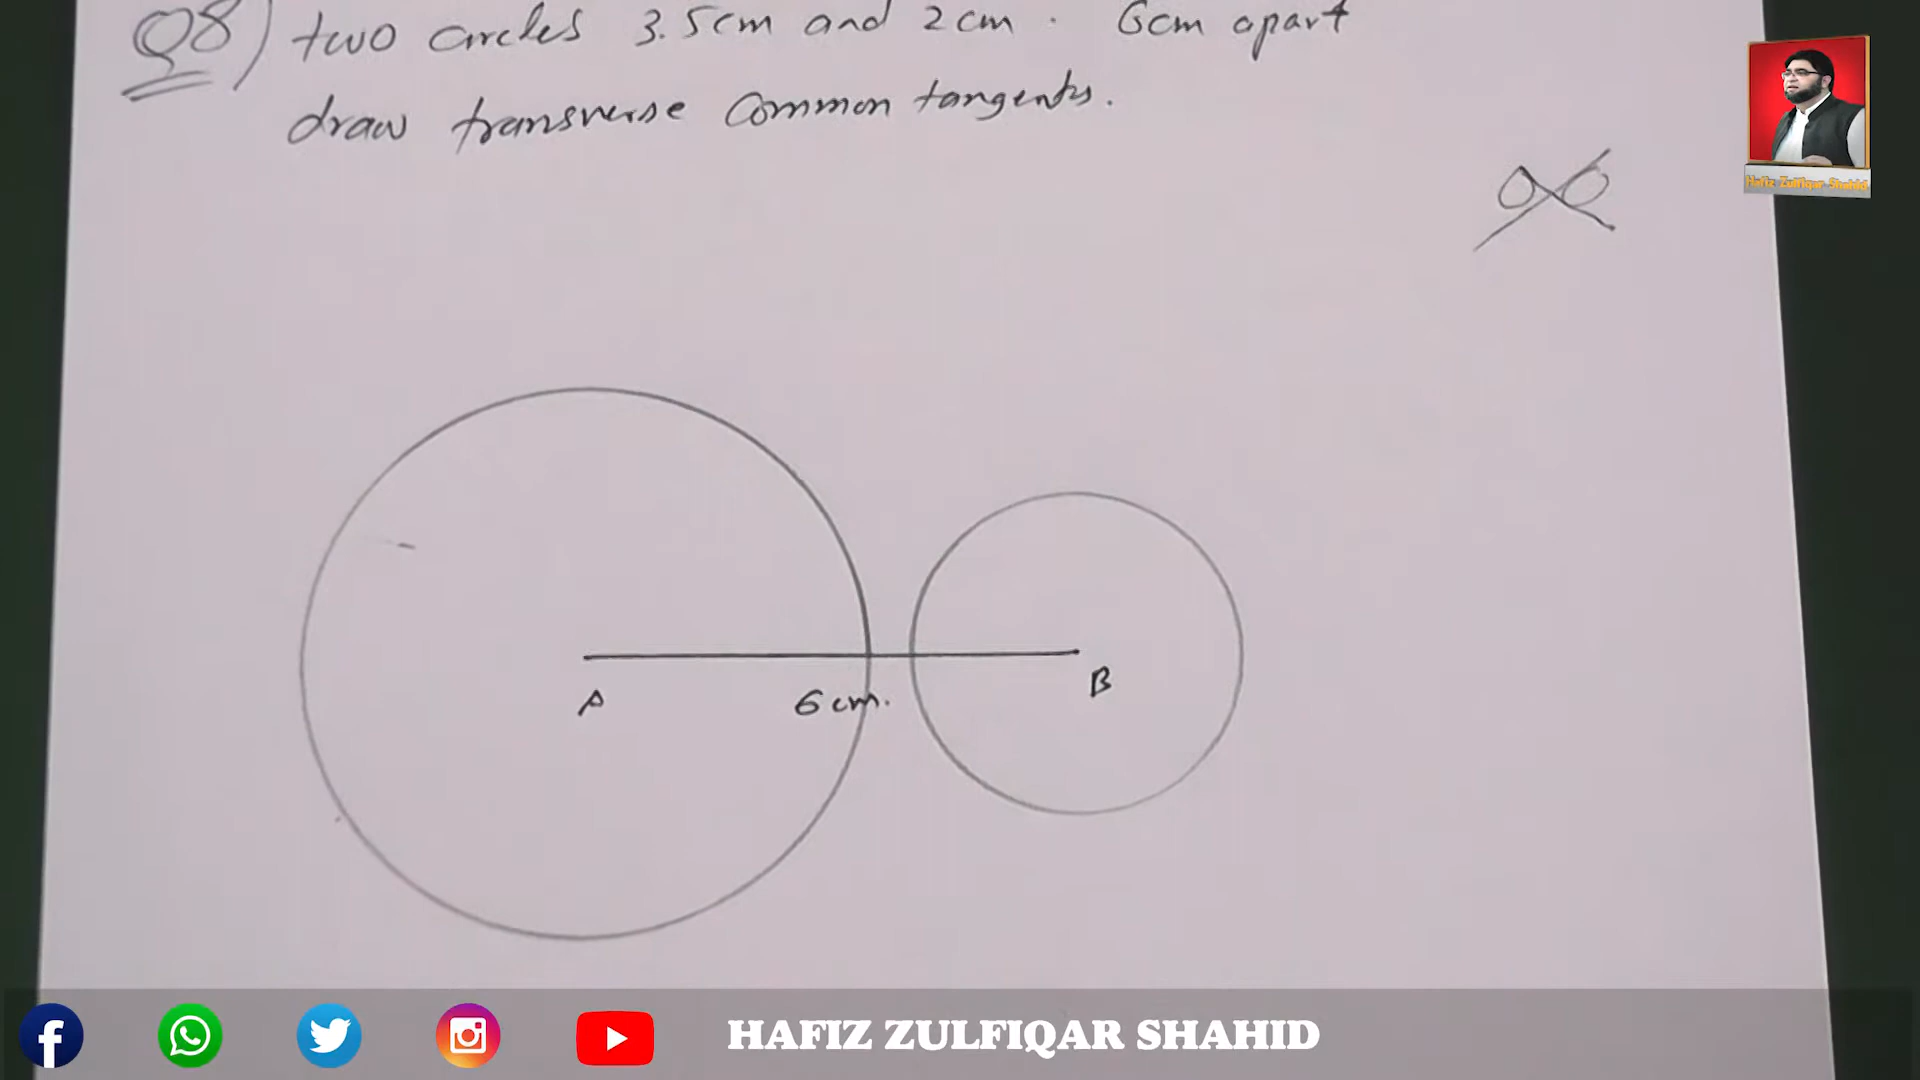 Q8) two circles 3.5cm and 2cm. 6cm apart
draw transverse common tangents.
Hafiz Zulfiqar Shahid
A
6cm.
B
HAFIZ ZULFIQAR SHAHID